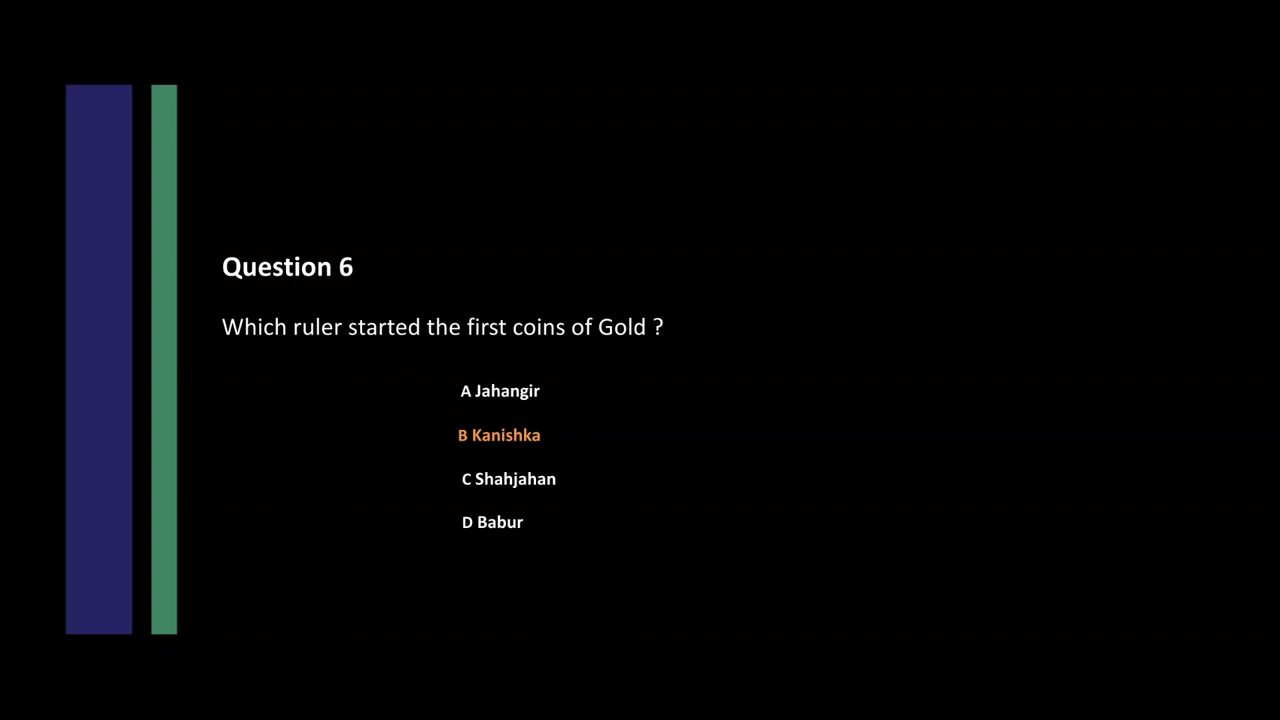 Question 6
Which ruler started the first coins of Gold ?
A Jahangir
B Kanishka
C Shahjahan
D Babur